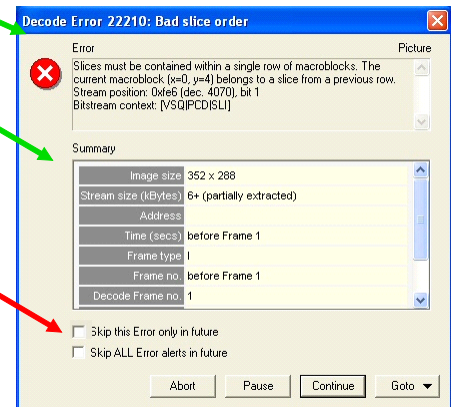 Decode Error 22210: Bad slice order
Error Picture
Slices must be contained within a single row of macroblocks. The
current macroblock (x=0, y=4) belongs to a slice from a previous row.
Stream position: 0xfe6 (dec. 4070), bit 1
Bitstream context: [VSQ|PCD|SLI]
Summary
Image size 352 x 288
Stream size (kBytes) 6+ (partially extracted)
Address
Time (secs) before Frame 1
Frame type I
Frame no. before Frame 1
Decode Frame no. 1
Skip this Error only in future
Skip ALL Error alerts in future
Abort Pause Continue Goto